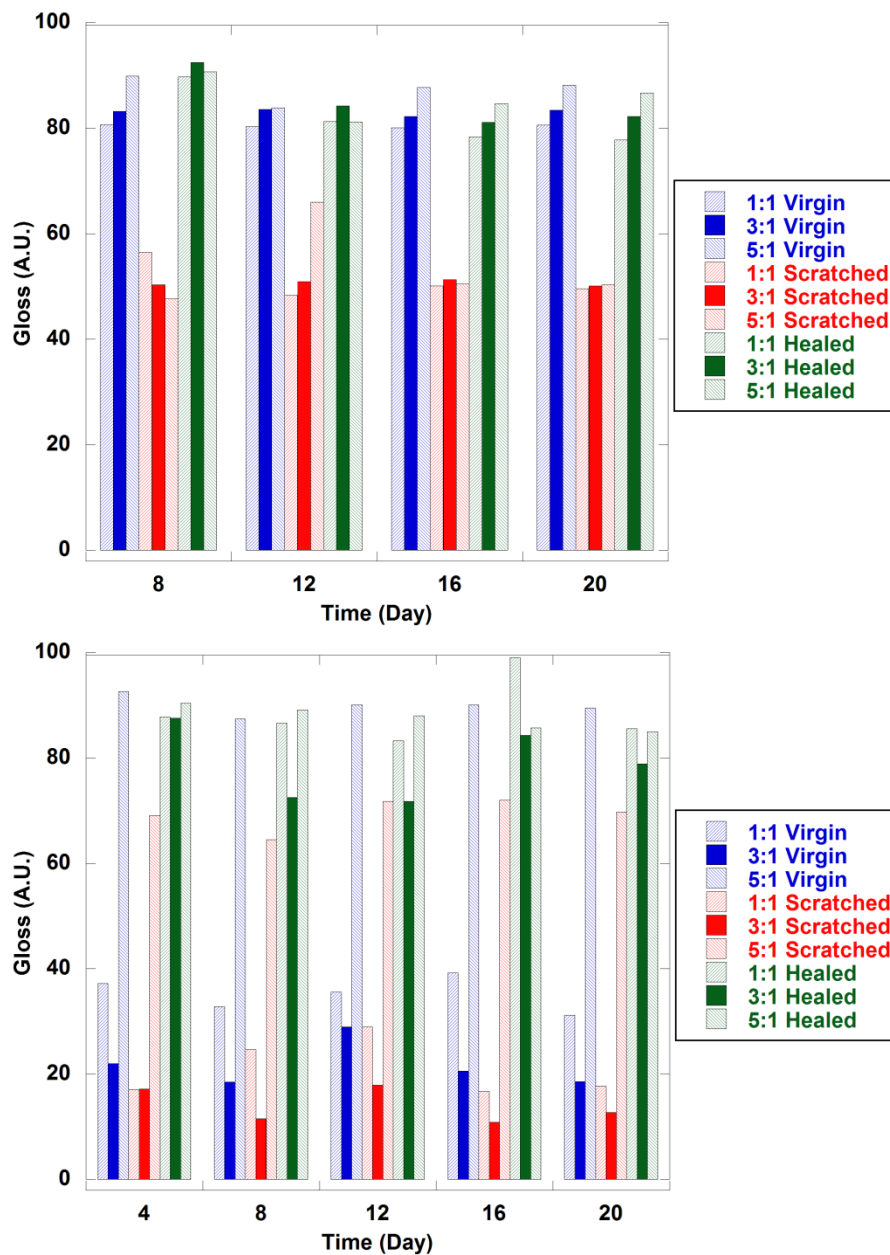 100
80
60
40
20
0
Gloss (A.U.)
8 12 16 20
Time (Day)
1:1 Virgin
3:1 Virgin
5:1 Virgin
1:1 Scratched
3:1 Scratched
5:1 Scratched
1:1 Healed
3:1 Healed
5:1 Healed
100
80
60
40
20
0
Gloss (A.U.)
4 8 12 16 20
Time (Day)
1:1 Virgin
3:1 Virgin
5:1 Virgin
1:1 Scratched
3:1 Scratched
5:1 Scratched
1:1 Healed
3:1 Healed
5:1 Healed